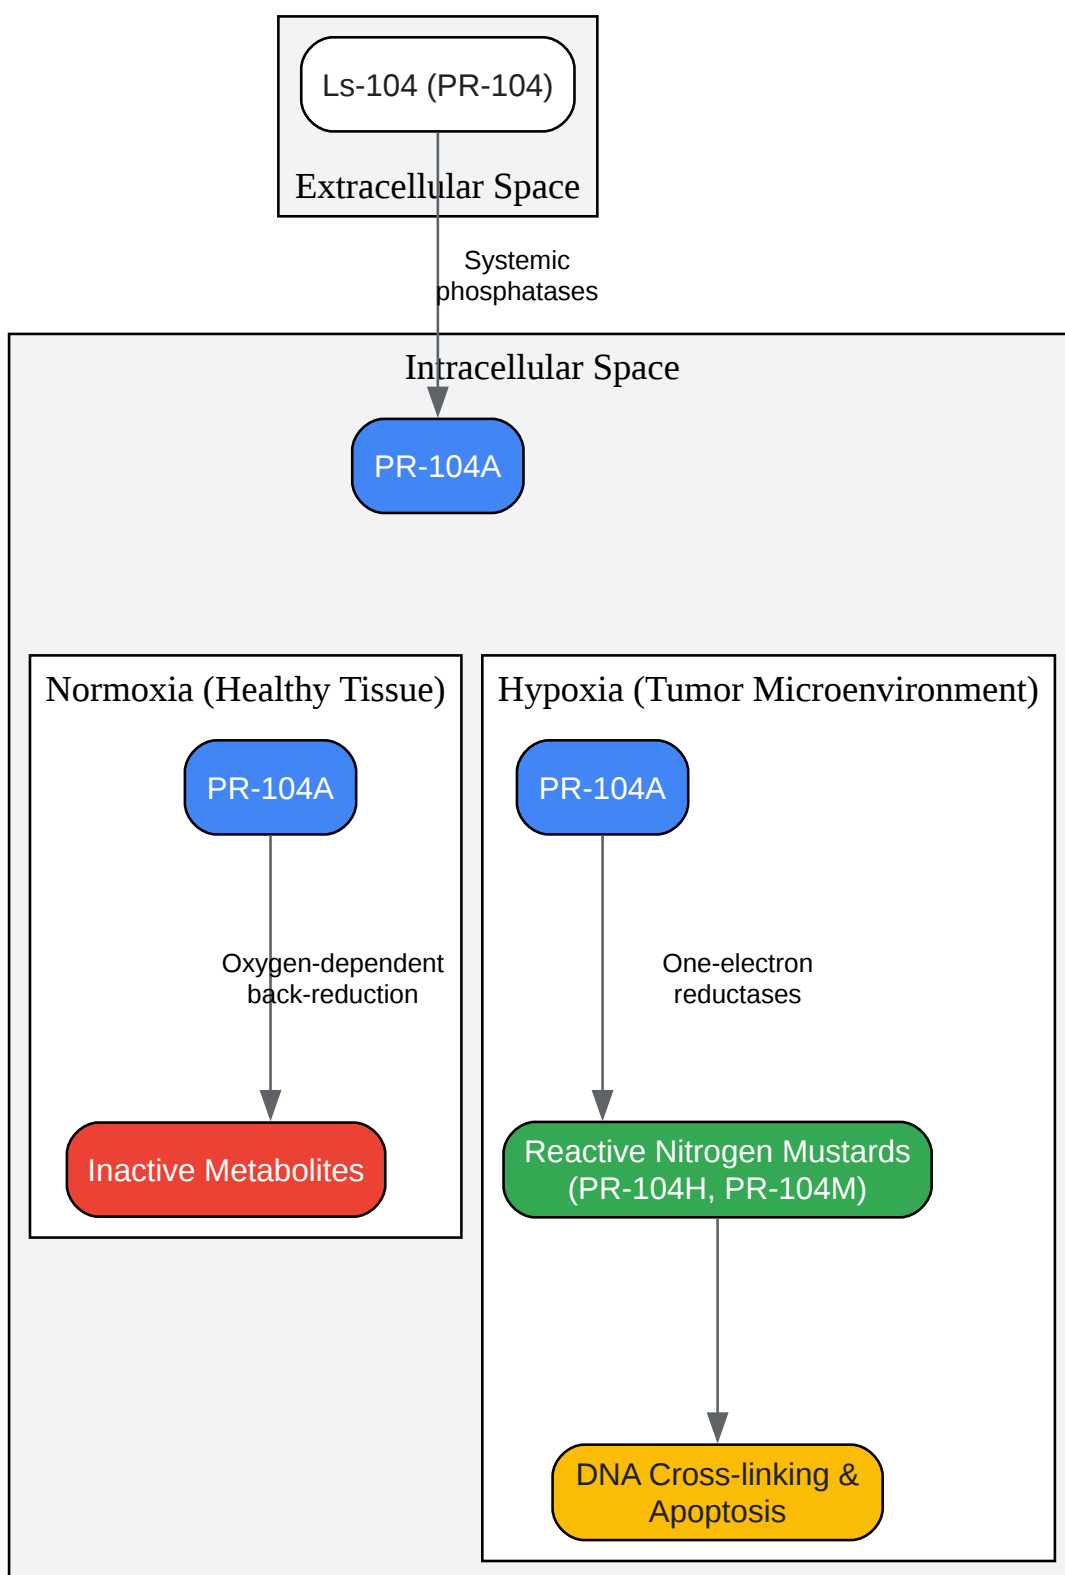 Ls-104 (PR-104)
Extracellular Space
Systemic
phosphatases
Intracellular Space
PR-104A
Normoxia (Healthy Tissue)
PR-104A
Oxygen-dependent
back-reduction
Inactive Metabolites
Hypoxia (Tumor Microenvironment)
PR-104A
One-electron
reductases
Reactive Nitrogen Mustards
(PR-104H, PR-104M)
DNA Cross-linking &
Apoptosis